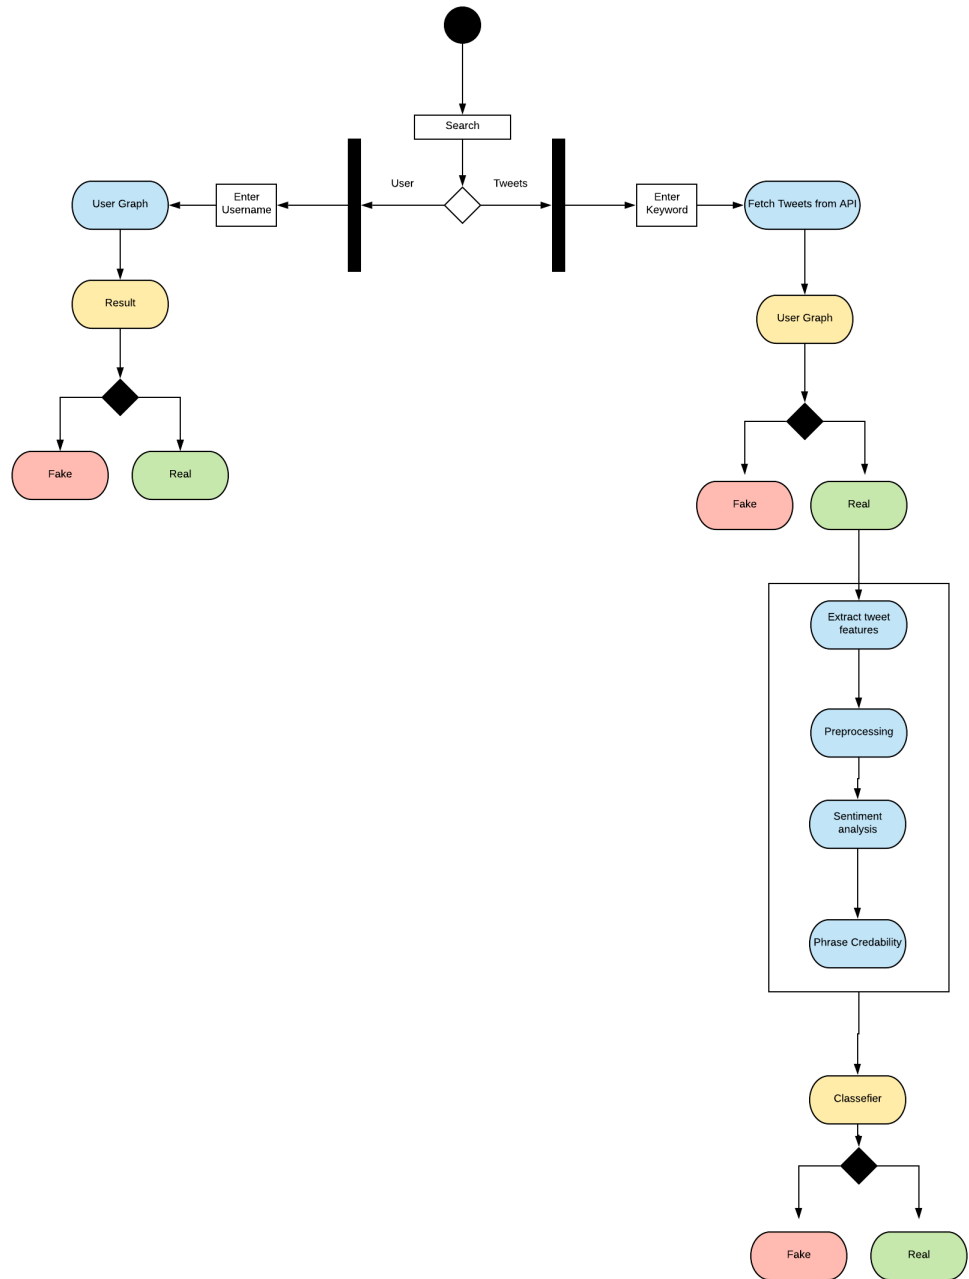 Search
User
Tweets
User Graph
Enter
Username
Enter
Keyword
Fetch Tweets from API
Result
User Graph
Fake
Real
Fake
Real
Extract tweet
features
Preprocessing
Sentiment
analysis
Phrase Credability
Classefier
Fake
Real